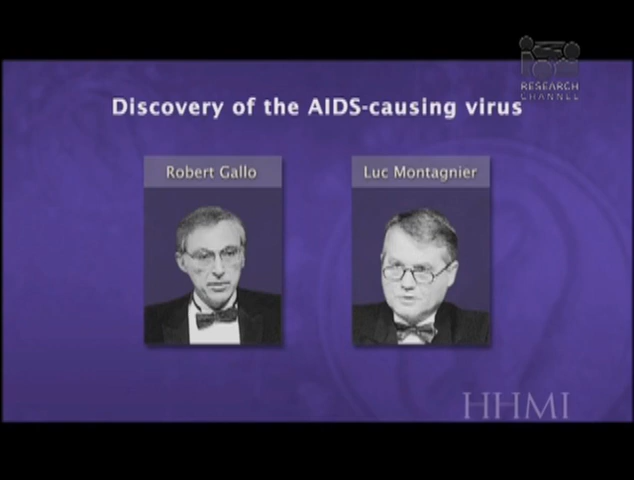 RESEARCH
CHANNEL
Discovery of the AIDS-causing virus
Robert Gallo
Luc Montagnier
HHMI